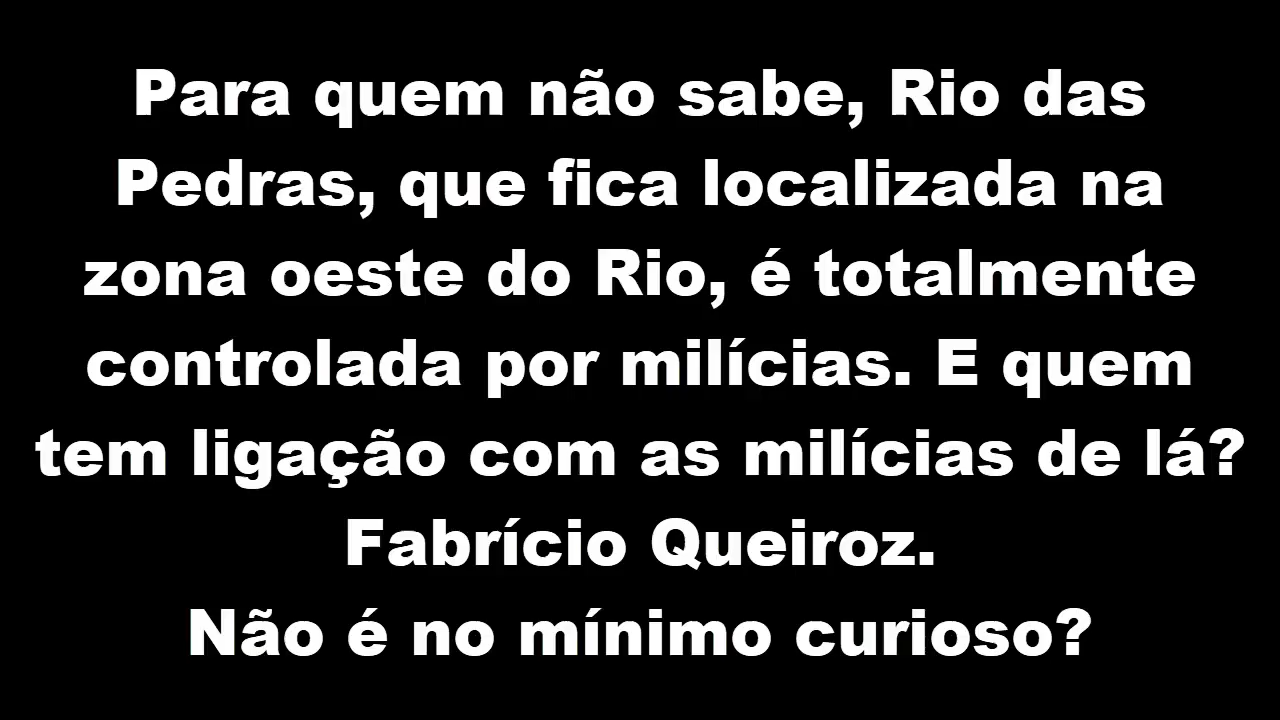 Para quem não sabe, Rio das
Pedras, que fica localizada na
zona oeste do Rio, é totalmente
controlada por milícias. E quem
tem ligação com as milícias de lá?
Fabrício Queiroz.
Não é no mínimo curioso?